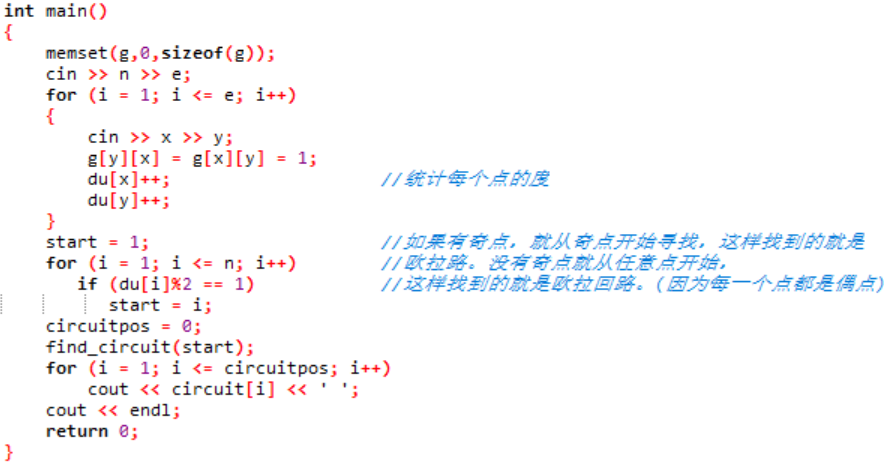 int main()
{
    memset(g,0,sizeof(g));
    cin >> n >> e;
    for (i = 1; i <= e; i++)
    {
        cin >> x >> y;
        g[y][x] = g[x][y] = 1;
        du[x]++;                    //统计每个点的度
        du[y]++;
    }
    start = 1;                      //如果有奇点，就从奇点开始寻找，这样找到的就是
    for (i = 1; i <= n; i++)        //欧拉路。没有奇点就从任意点开始，
       if (du[i]%2 == 1)            //这样找到的就是欧拉回路。(因为每一个点都是偶点)
          start = i;
    circuitpos = 0;
    find_circuit(start);
    for (i = 1; i <= circuitpos; i++)
        cout << circuit[i] << ' ';
    cout << endl;
    return 0;
}